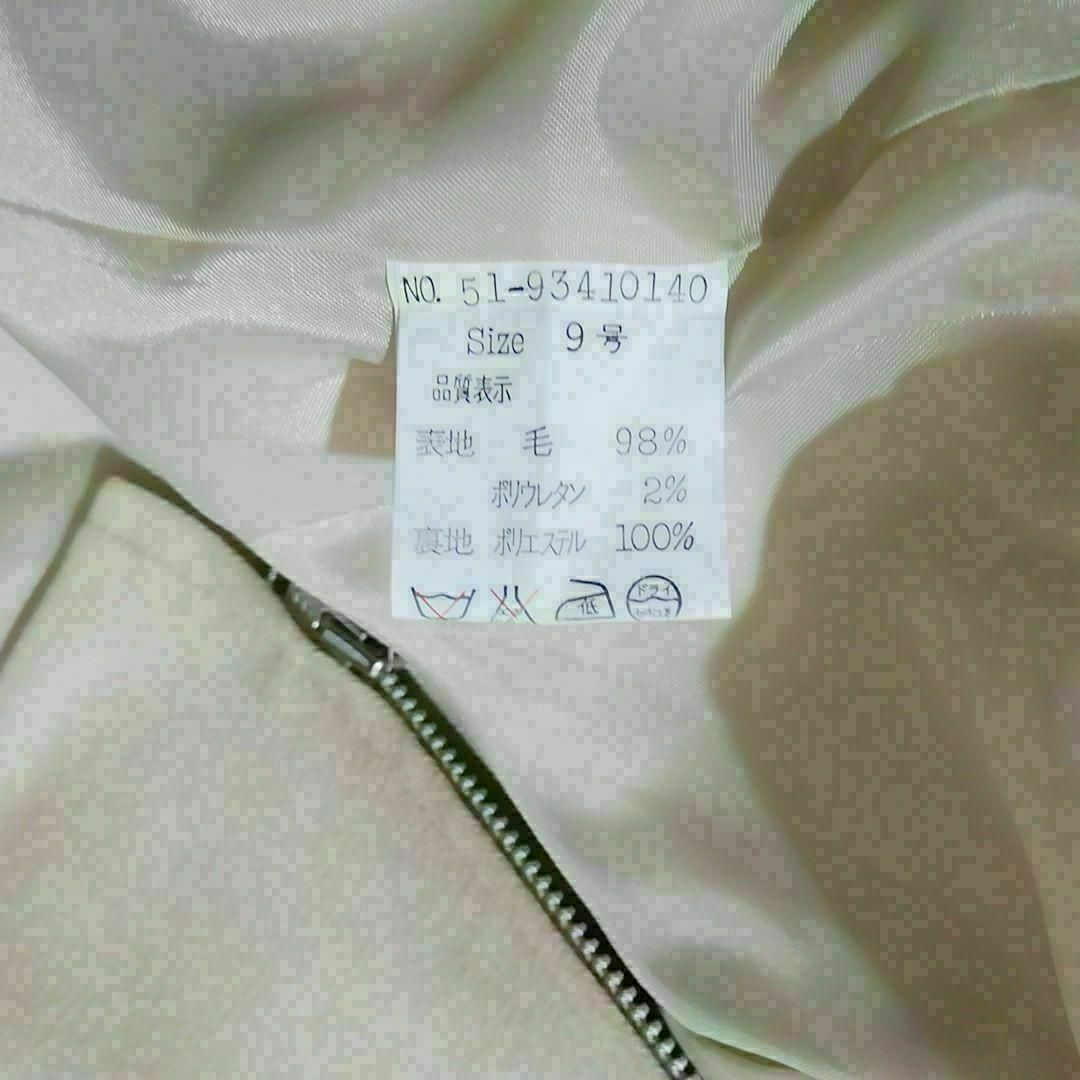 NO. 51-93410140
Size 9号
品質表示
表地 毛 98%
ポリウレタン 2%
裏地 ポリエステル 100%
低 ドライ